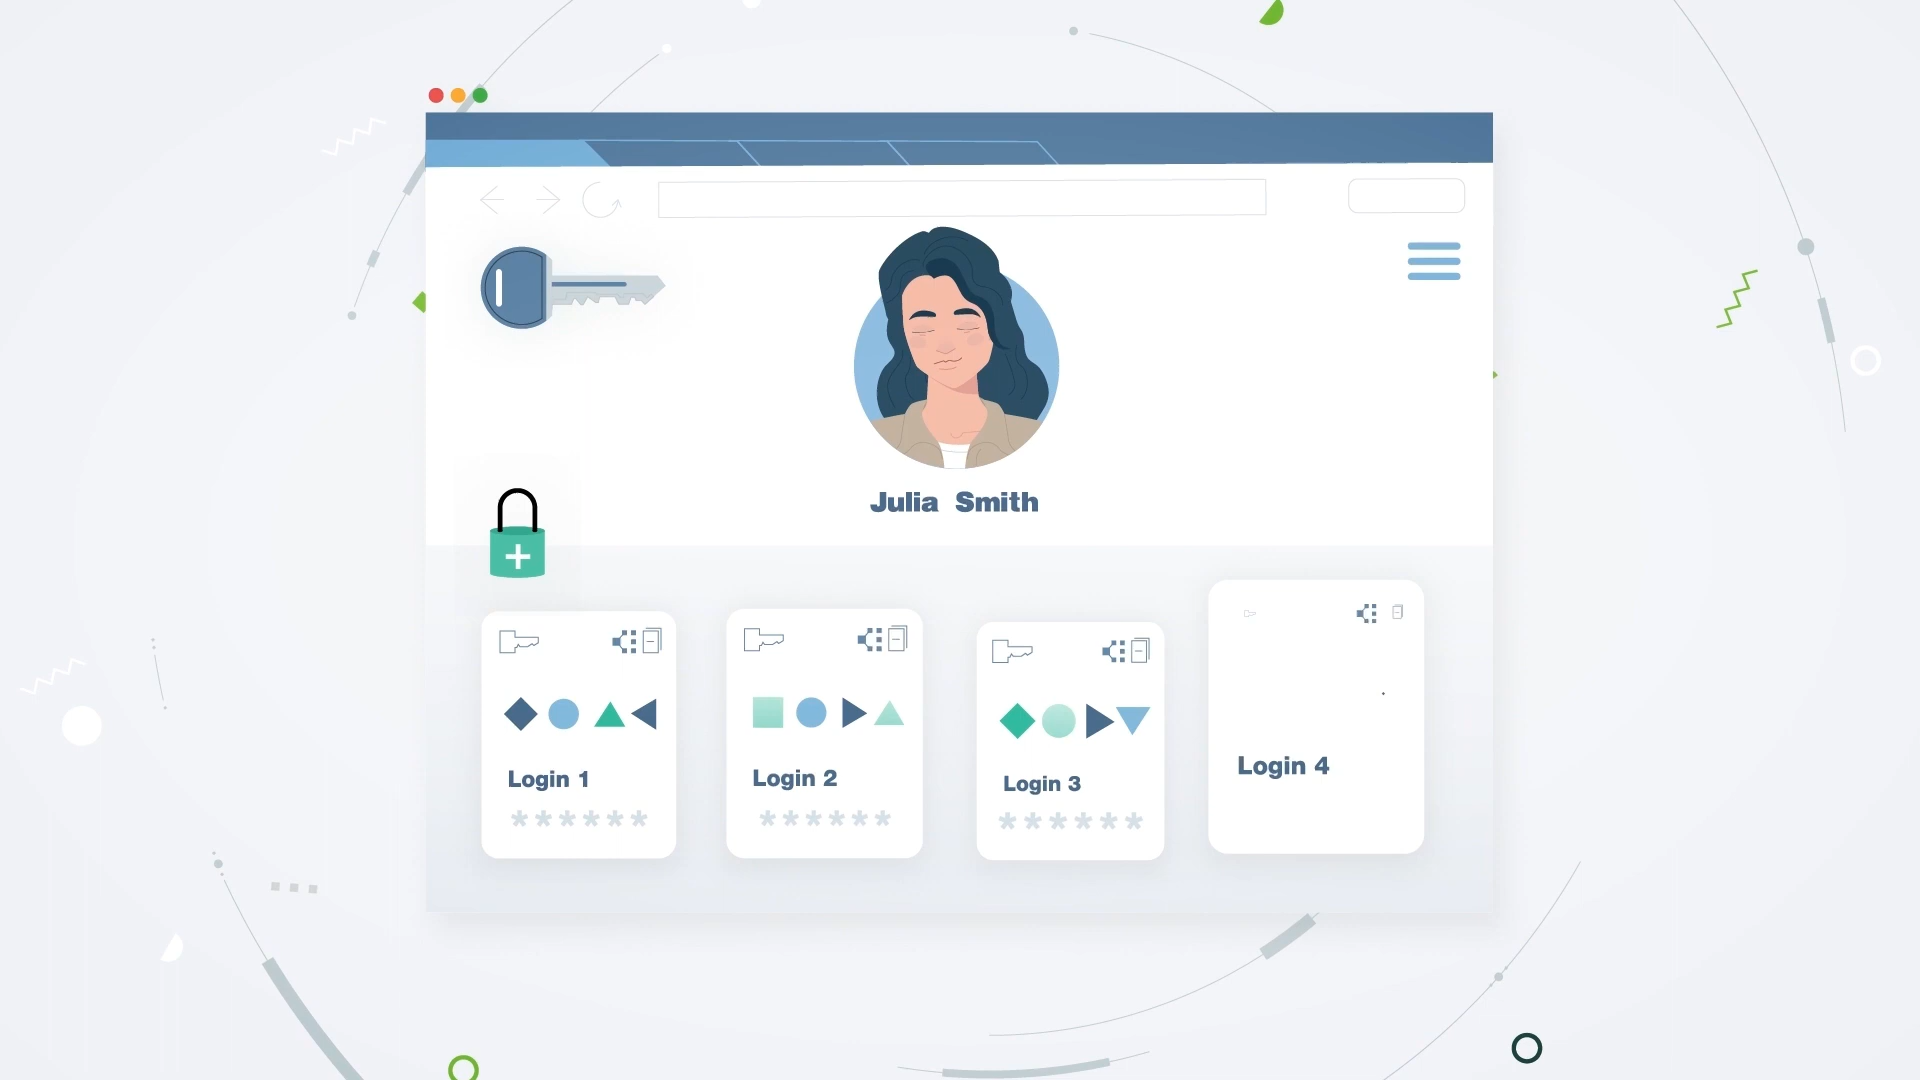 Julia Smith
Login 1
******
Login 2
******
Login 3
******
Login 4